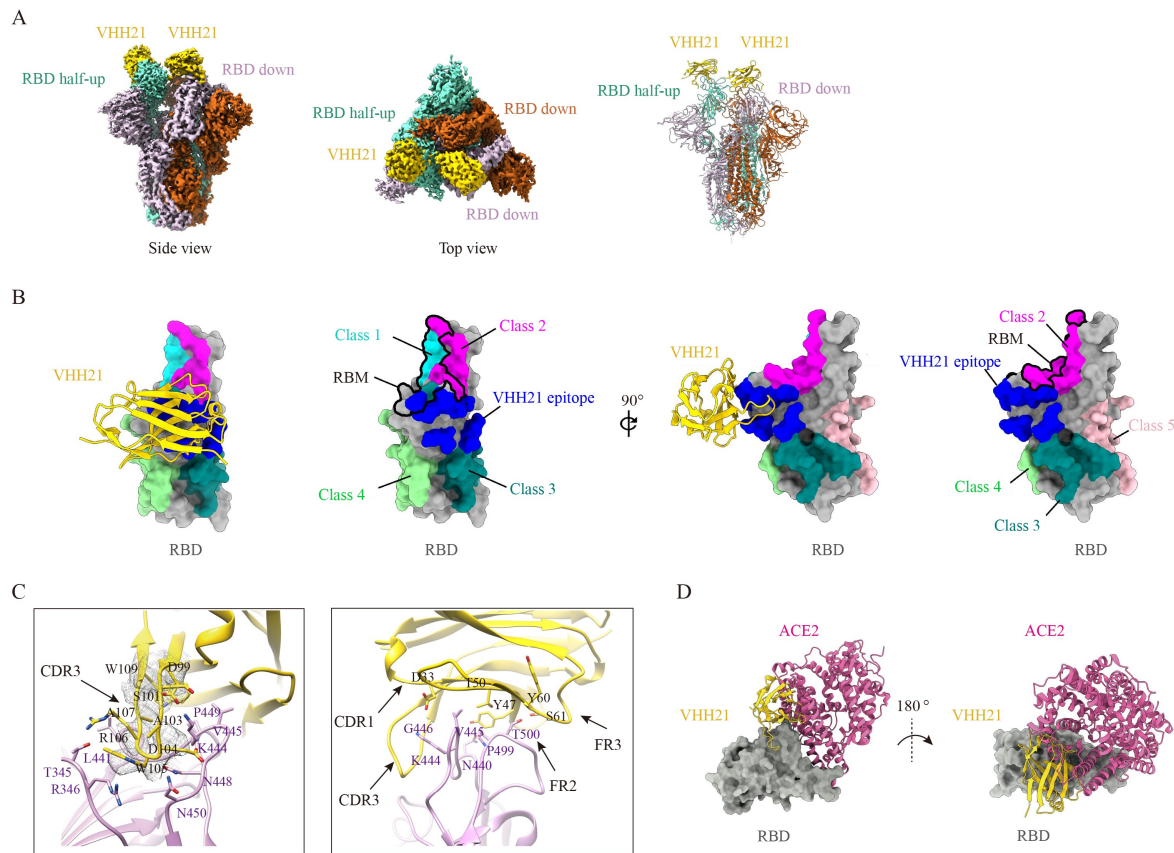 A
VHH21 VHH21
RBD half-up
RBD down
Side view
RBD half-up
RBD down
VHH21
RBD down
Top view
VHH21 VHH21
RBD half-up
RBD down
B
VHH21
RBD
Class 1
Class 2
RBM
VHH21 epitope
Class 4
Class 3
RBD
90°
VHH21
RBD
Class 2
RBM
VHH21 epitope
Class 5
Class 4
Class 3
RBD
C
W109
D99
CDR3
S101
A107
A103
P449
V445
R106
D104
K444
L441
W105
T345
R346
N448
N450
D33
T50
Y60
Y47
S61
CDR1
G446
V445
T500
FR3
K444
P499
N440
CDR3
FR2
D
ACE2
VHH21
RBD
180°
ACE2
VHH21
RBD